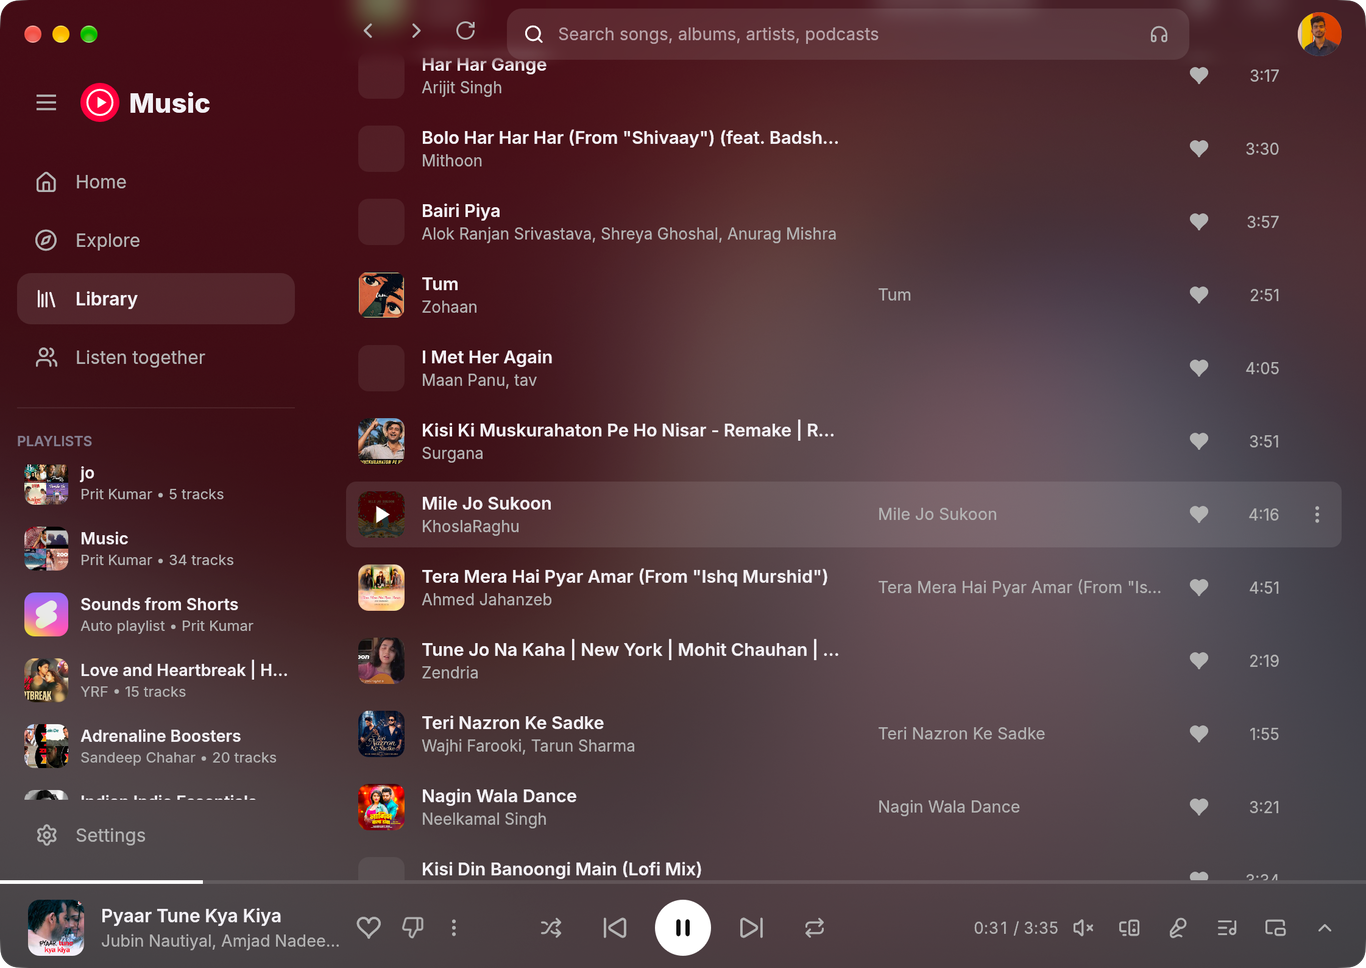 Search songs, albums, artists, podcasts
Music
Home
Explore
Library
Listen together
PLAYLISTS
jo
Prit Kumar • 5 tracks
Music
Prit Kumar • 34 tracks
Sounds from Shorts
Auto playlist • Prit Kumar
Love and Heartbreak | H...
YRF • 15 tracks
Adrenaline Boosters
Sandeep Chahar • 20 tracks
Indian Indie Essentials
Settings
Har Har Gange
Arijit Singh
3:17
Bolo Har Har Har (From "Shivaay") (feat. Badsh...
Mithoon
3:30
Bairi Piya
Alok Ranjan Srivastava, Shreya Ghoshal, Anurag Mishra
3:57
Tum
Zohaan
Tum
2:51
I Met Her Again
Maan Panu, tav
4:05
Kisi Ki Muskurahaton Pe Ho Nisar - Remake | R...
Surgana
3:51
Mile Jo Sukoon
KhoslaRaghu
Mile Jo Sukoon
4:16
Tera Mera Hai Pyar Amar (From "Ishq Murshid")
Ahmed Jahanzeb
Tera Mera Hai Pyar Amar (From "Is...
4:51
Tune Jo Na Kaha | New York | Mohit Chauhan | ...
Zendria
2:19
Teri Nazron Ke Sadke
Wajhi Farooki, Tarun Sharma
Teri Nazron Ke Sadke
1:55
Nagin Wala Dance
Neelkamal Singh
Nagin Wala Dance
3:21
Kisi Din Banoongi Main (Lofi Mix)
3:34
Pyaar Tune Kya Kiya
Jubin Nautiyal, Amjad Nadee...
0:31 / 3:35